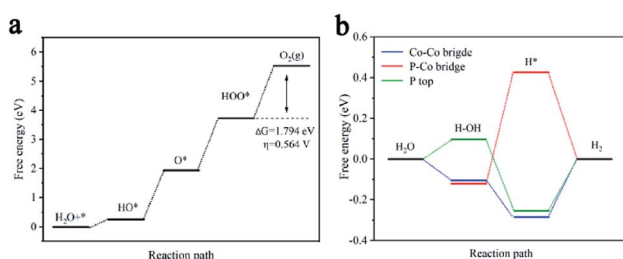 a
Free energy (eV)
6
5
4
3
2
1
0
H₂O+*
HO*
O*
HOO*
O₂(g)
ΔG=1.794 eV
η=0.564 V
Reaction path
b
Free energy (eV)
0.6
0.4
0.2
0.0
-0.2
-0.4
Co-Co brigde
P-Co bridge
P top
H₂O
H-OH
H*
H₂
Reaction path